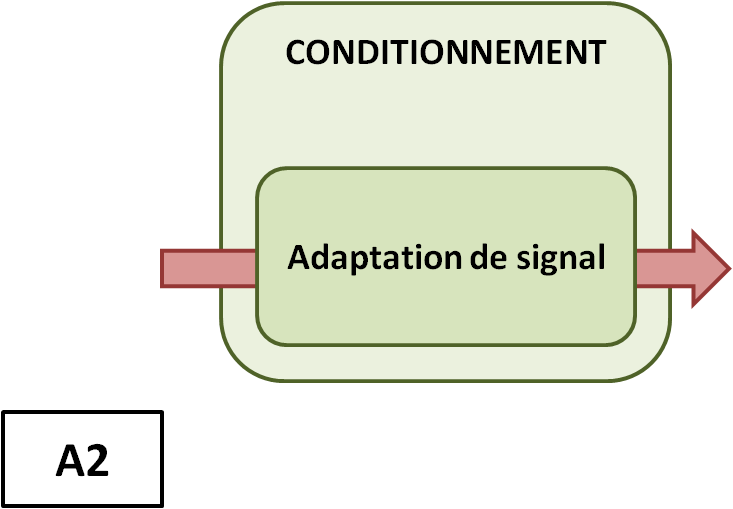 CONDITIONNEMENT
Adaptation de signal
A2